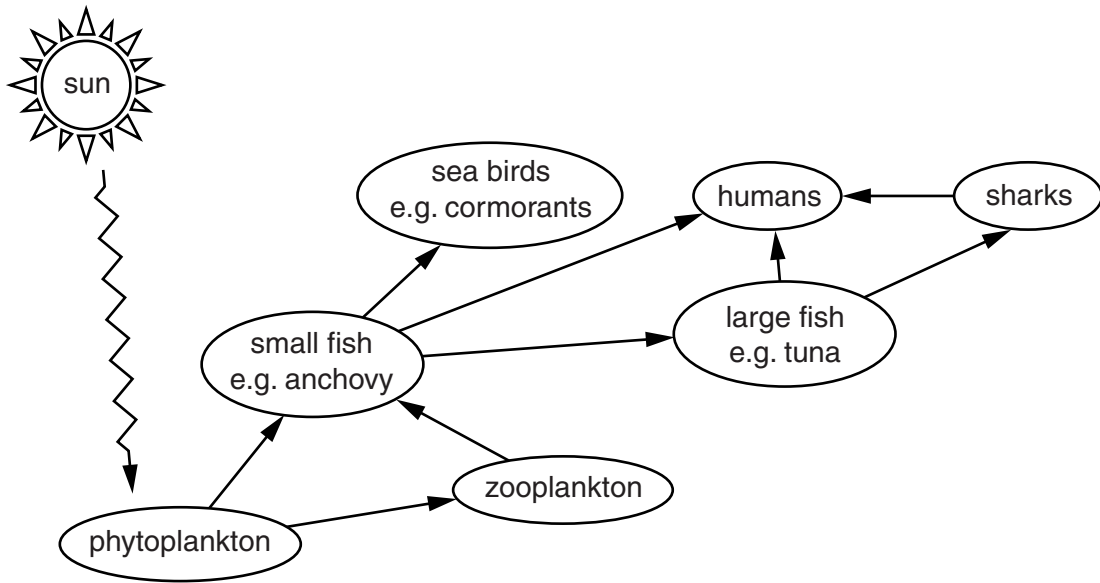 sun
sea birds
e.g. cormorants
humans
sharks
small fish
e.g. anchovy
large fish
e.g. tuna
zooplankton
phytoplankton